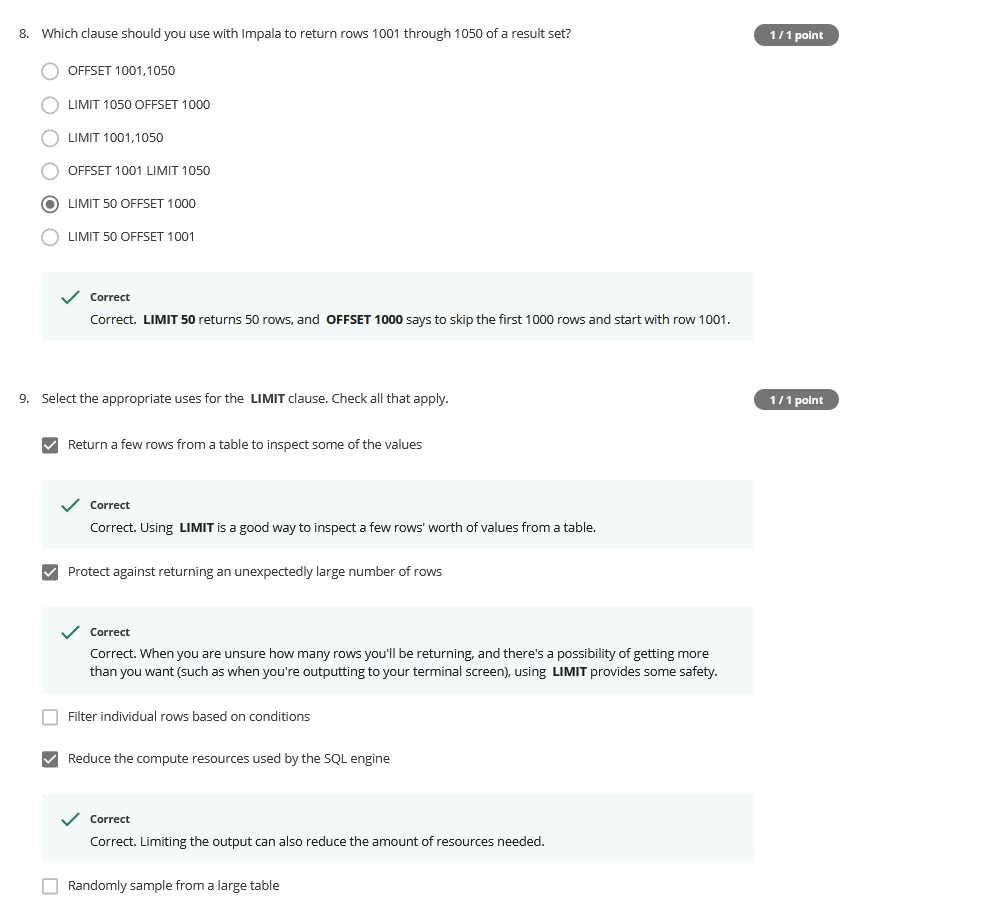 8. Which clause should you use with Impala to return rows 1001 through 1050 of a result set?
1 / 1 point
OFFSET 1001,1050
LIMIT 1050 OFFSET 1000
LIMIT 1001,1050
OFFSET 1001 LIMIT 1050
LIMIT 50 OFFSET 1000
LIMIT 50 OFFSET 1001
Correct
Correct. LIMIT 50 returns 50 rows, and OFFSET 1000 says to skip the first 1000 rows and start with row 1001.
9. Select the appropriate uses for the LIMIT clause. Check all that apply.
1 / 1 point
Return a few rows from a table to inspect some of the values
Correct
Correct. Using LIMIT is a good way to inspect a few rows' worth of values from a table.
Protect against returning an unexpectedly large number of rows
Correct
Correct. When you are unsure how many rows you'll be returning, and there's a possibility of getting more
than you want (such as when you're outputting to your terminal screen), using LIMIT provides some safety.
Filter individual rows based on conditions
Reduce the compute resources used by the SQL engine
Correct
Correct. Limiting the output can also reduce the amount of resources needed.
Randomly sample from a large table